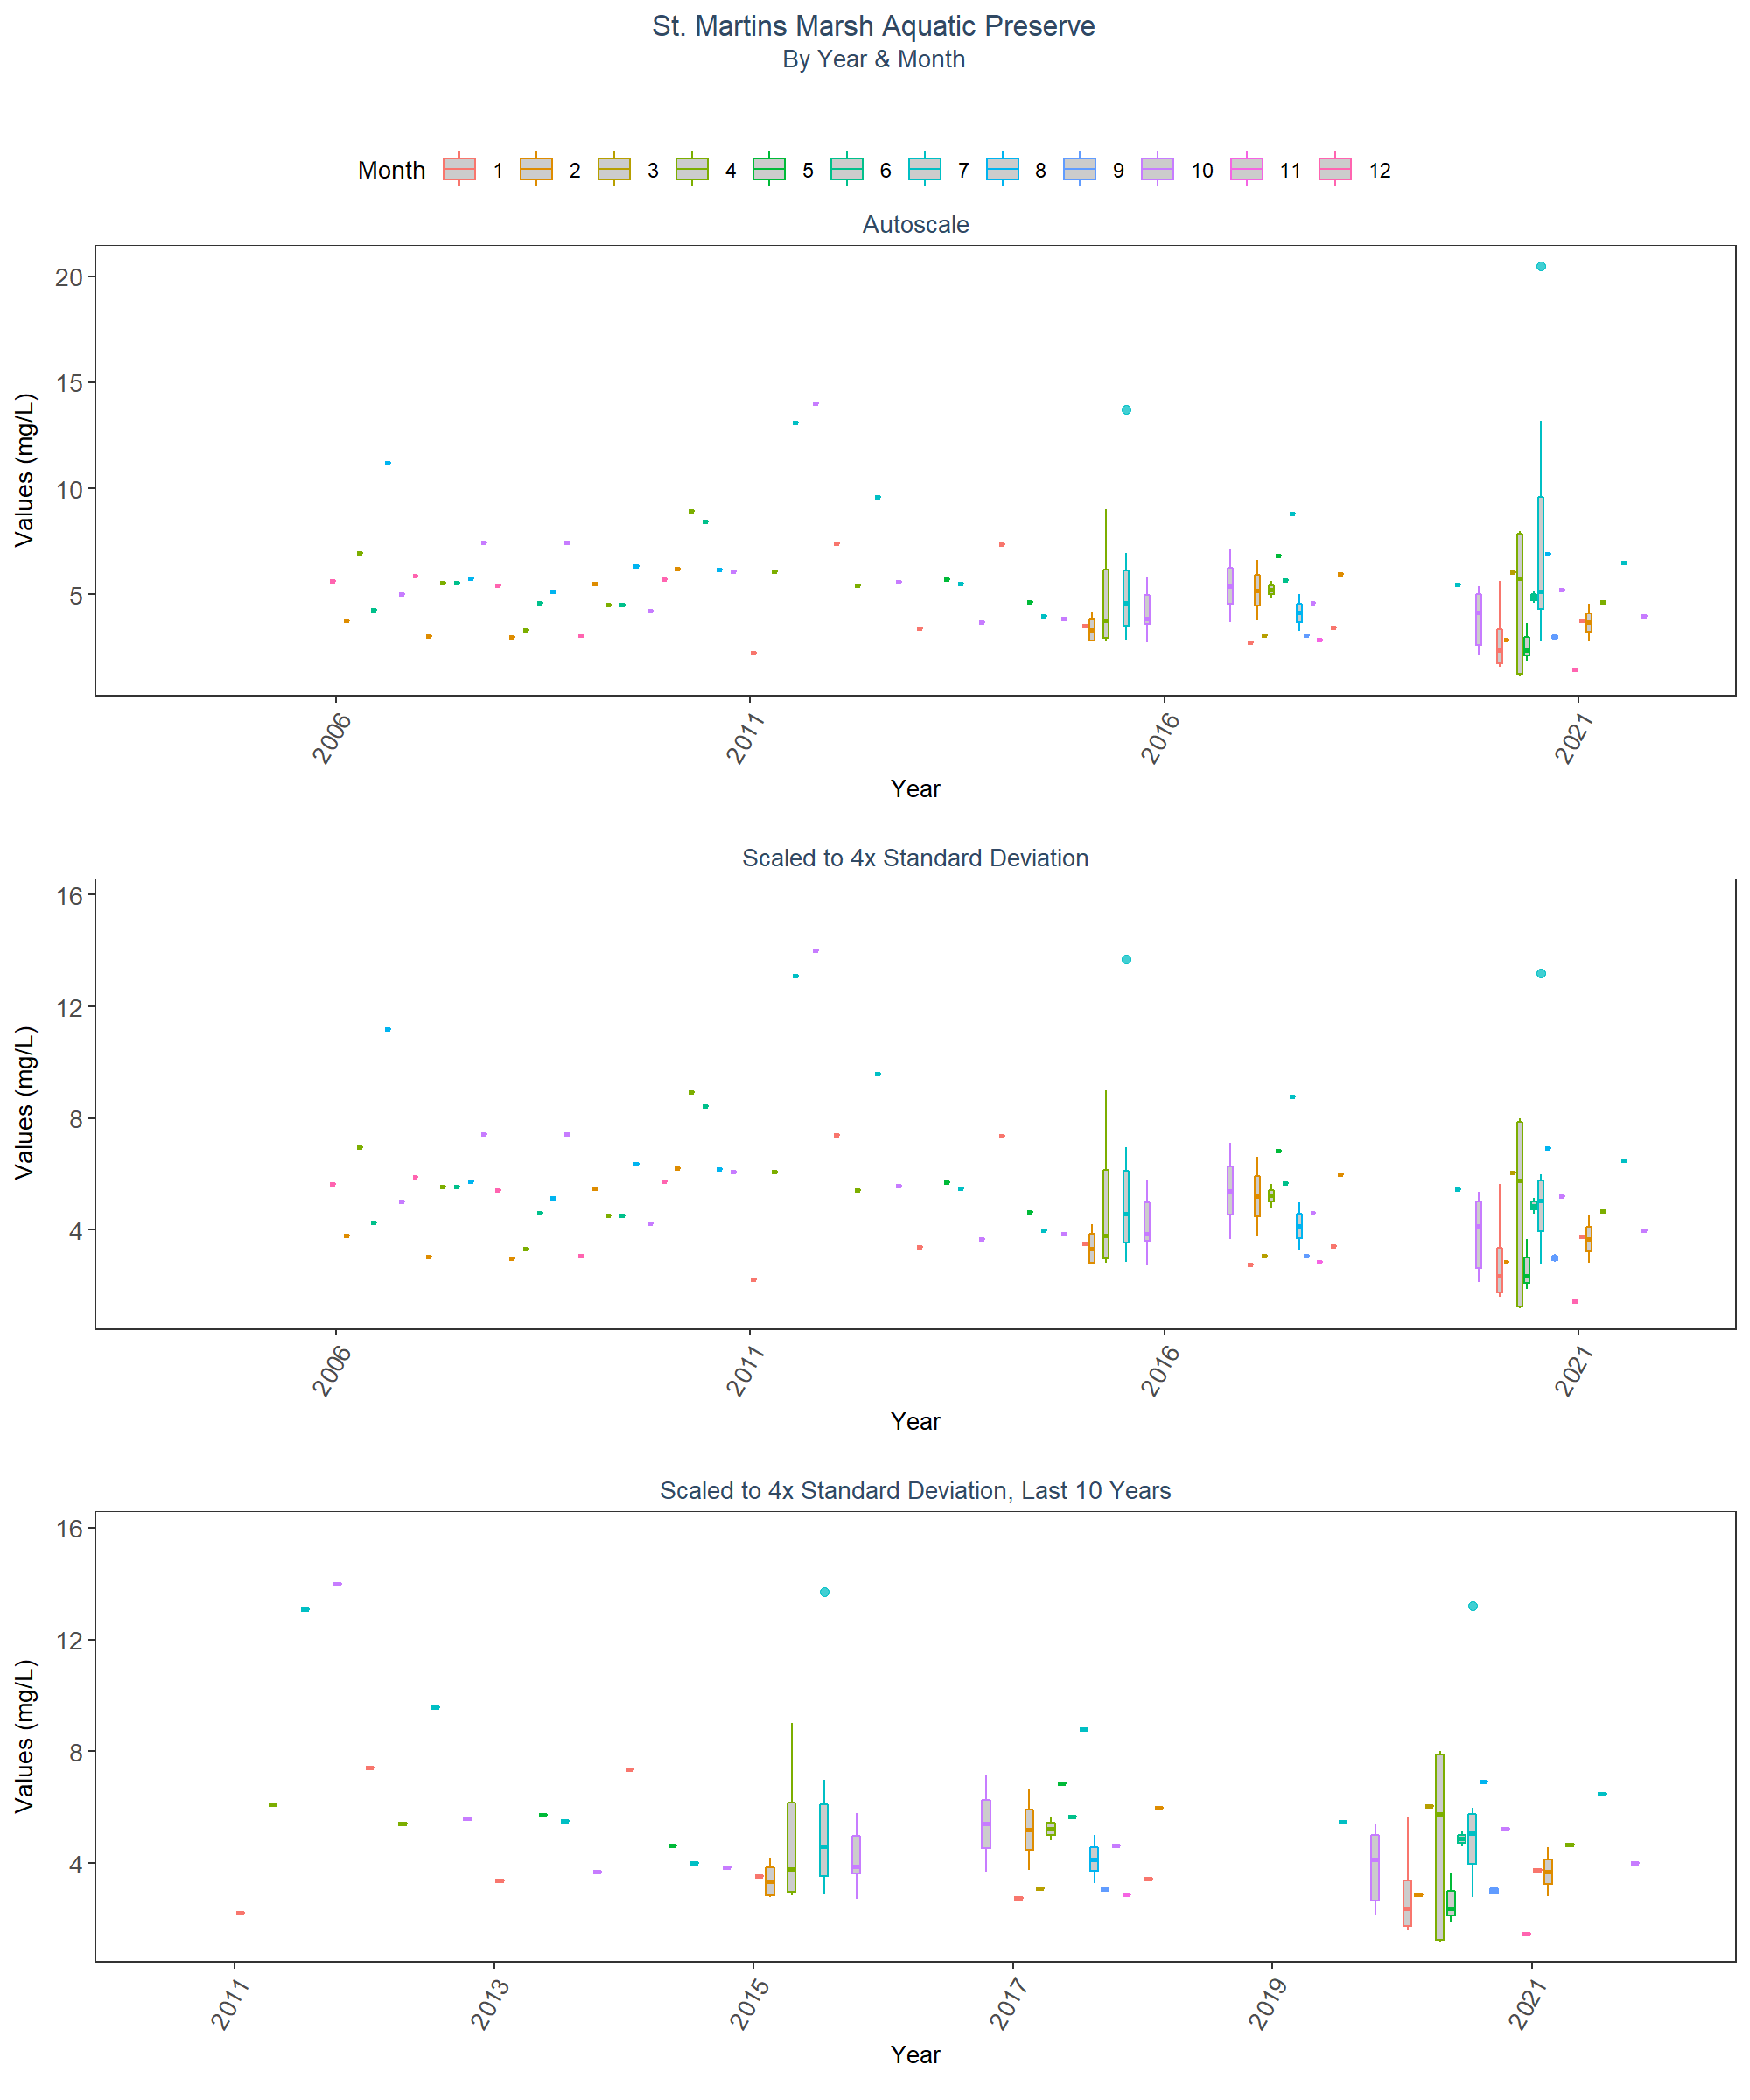 St. Martins Marsh Aquatic Preserve
By Year & Month
Month 1 2 3 4 5 6 7 8 9 10 11 12
Autoscale
Values (mg/L)
20
15
10
5
2006 2011 2016 2021
Year
Scaled to 4x Standard Deviation
Values (mg/L)
16
12
8
4
2006 2011 2016 2021
Year
Scaled to 4x Standard Deviation, Last 10 Years
Values (mg/L)
16
12
8
4
2011 2013 2015 2017 2019 2021
Year